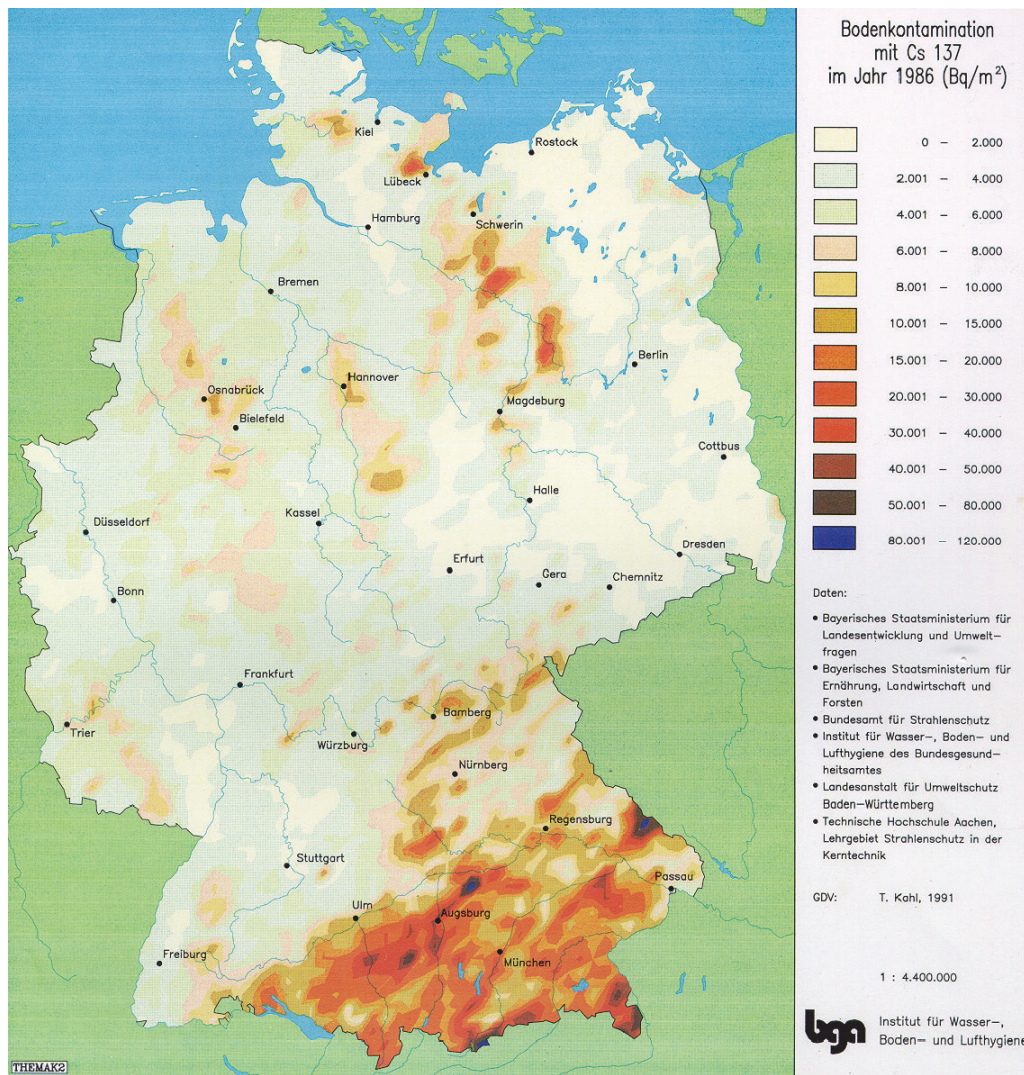 Bodenkontamination
mit Cs 137
im Jahr 1986 (Bq/m²)
0 – 2.000
2.001 – 4.000
4.001 – 6.000
6.001 – 8.000
8.001 – 10.000
10.001 – 15.000
15.001 – 20.000
20.001 – 30.000
30.001 – 40.000
40.001 – 50.000
50.001 – 80.000
80.001 – 120.000
Daten:
• Bayerisches Staatsministerium für
Landesentwicklung und Umwelt–
fragen
• Bayerisches Staatsministerium für
Ernährung, Landwirtschaft und
Forsten
• Bundesamt für Strahlenschutz
• Institut für Wasser–, Boden– und
Lufthygiene des Bundesgesund–
heitsamtes
• Landesanstalt für Umweltschutz
Baden–Württemberg
• Technische Hochschule Aachen,
Lehrgebiet Strahlenschutz in der
Kerntechnik
GDV: T. Kahl, 1991
1 : 4.400.000
bga
Institut für Wasser–,
Boden– und Lufthygiene
Kiel
Rostock
Lübeck
Schwerin
Hamburg
Bremen
Berlin
Hannover
Osnabrück
Magdeburg
Bielefeld
Cottbus
Halle
Kassel
Düsseldorf
Dresden
Erfurt
Gera
Chemnitz
Bonn
Frankfurt
Bamberg
Trier
Würzburg
Nürnberg
Regensburg
Stuttgart
Passau
Ulm
Augsburg
Freiburg
München
THEMAK2